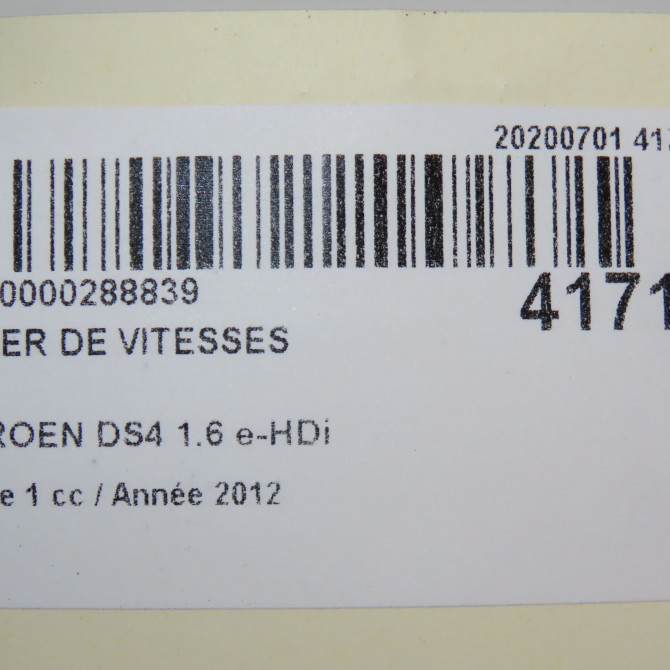 20200701 41
0000288839
4171
ER DE VITESSES
ROEN DS4 1.6 e-HDi
e 1 cc / Année 2012